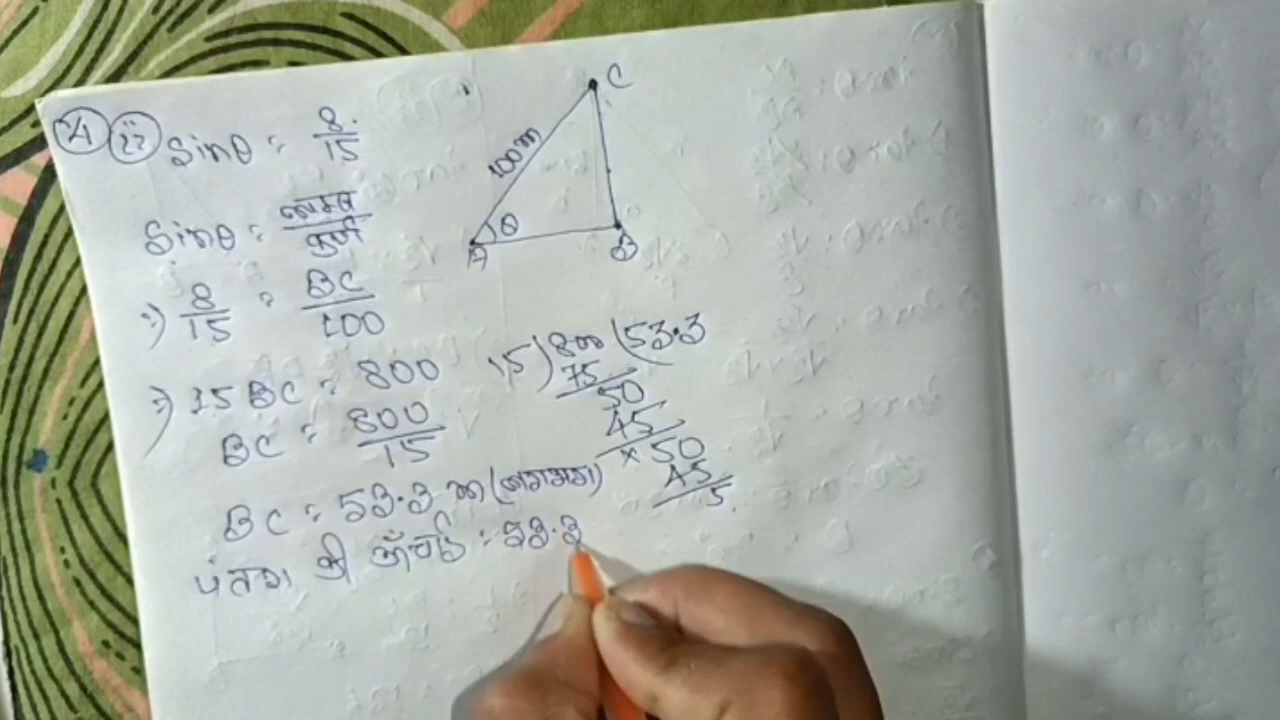 4 ii Sinθ = 8/15
Sinθ = लम्ब/कर्ण
⇒ 8/15 = BC/100
⇒ 15 BC = 800
BC = 800/15
BC = 53.3 m (लगभग)
पंतग की ऊँचाई = 53.3
C
100m
θ
A
B
15)800(53.3
75
50
45
×50
45
5